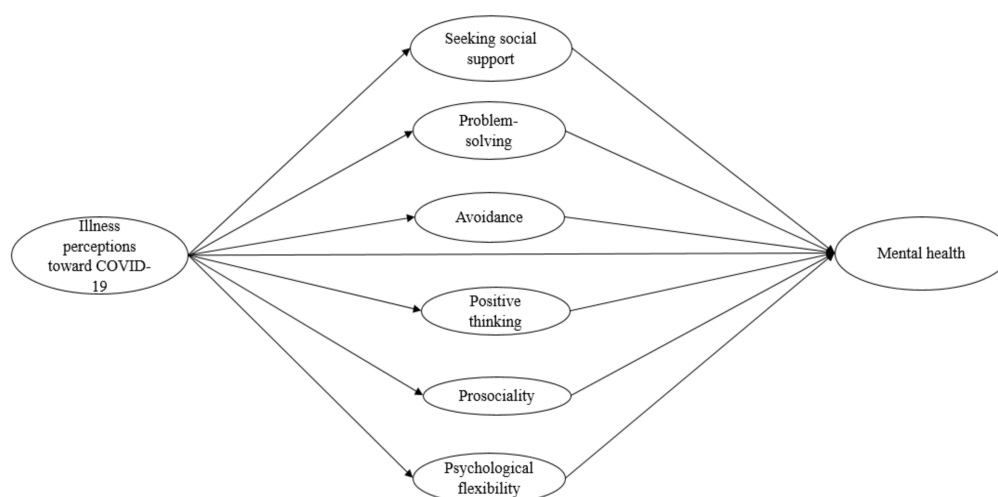 Seeking social
support
Problem-
solving
Avoidance
Illness
perceptions
toward COVID-
19
Mental health
Positive
thinking
Prosociality
Psychological
flexibility